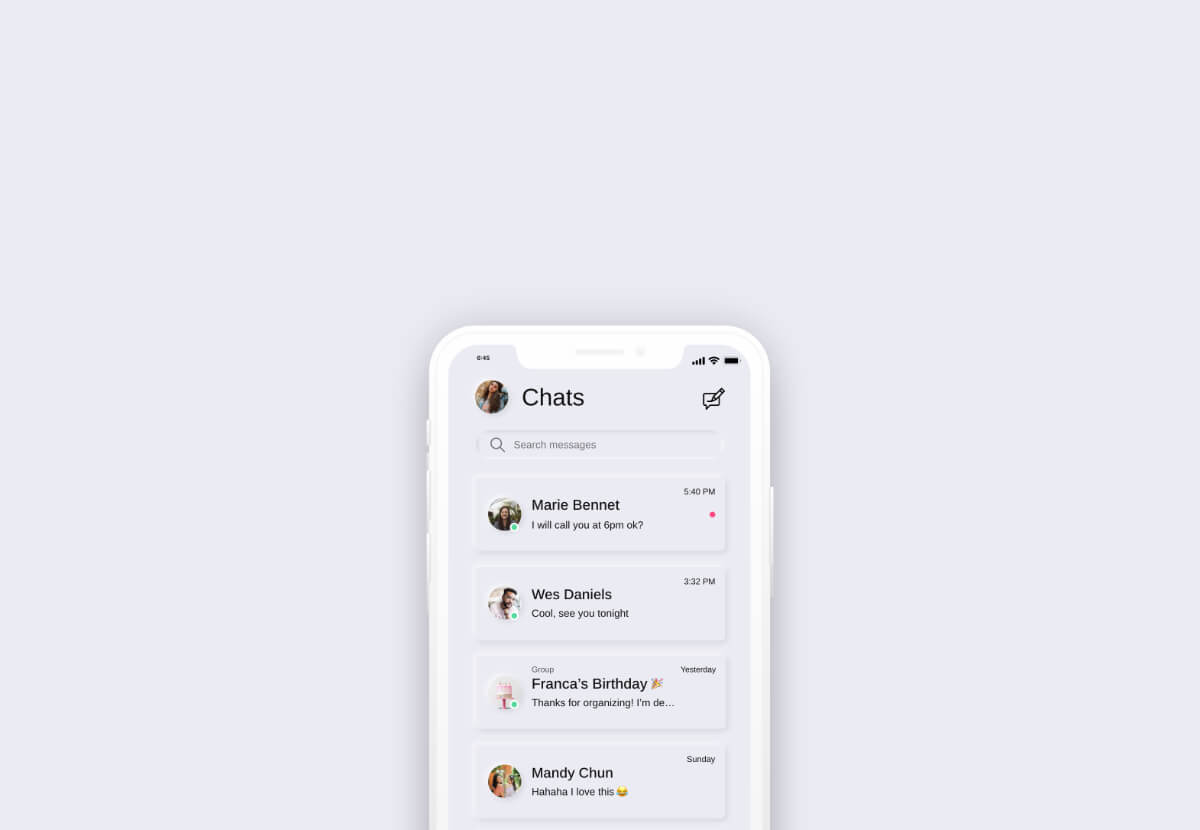 6:45
Chats
Search messages
5:40 PM
Marie Bennet
I will call you at 6pm ok?
3:32 PM
Wes Daniels
Cool, see you tonight
Group
Yesterday
Franca’s Birthday 🎉
Thanks for organizing! I’m de…
Sunday
Mandy Chun
Hahaha I love this 😂